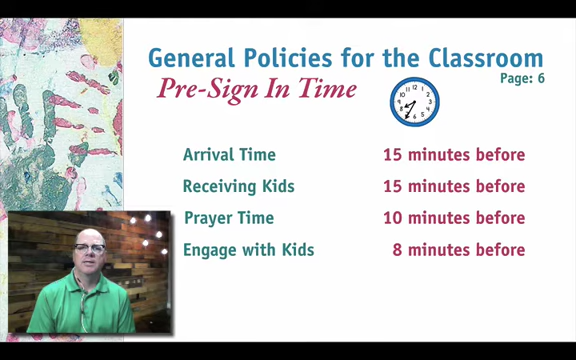 General Policies for the Classroom
Page: 6
Pre-Sign In Time
Arrival Time 15 minutes before
Receiving Kids 15 minutes before
Prayer Time 10 minutes before
Engage with Kids 8 minutes before